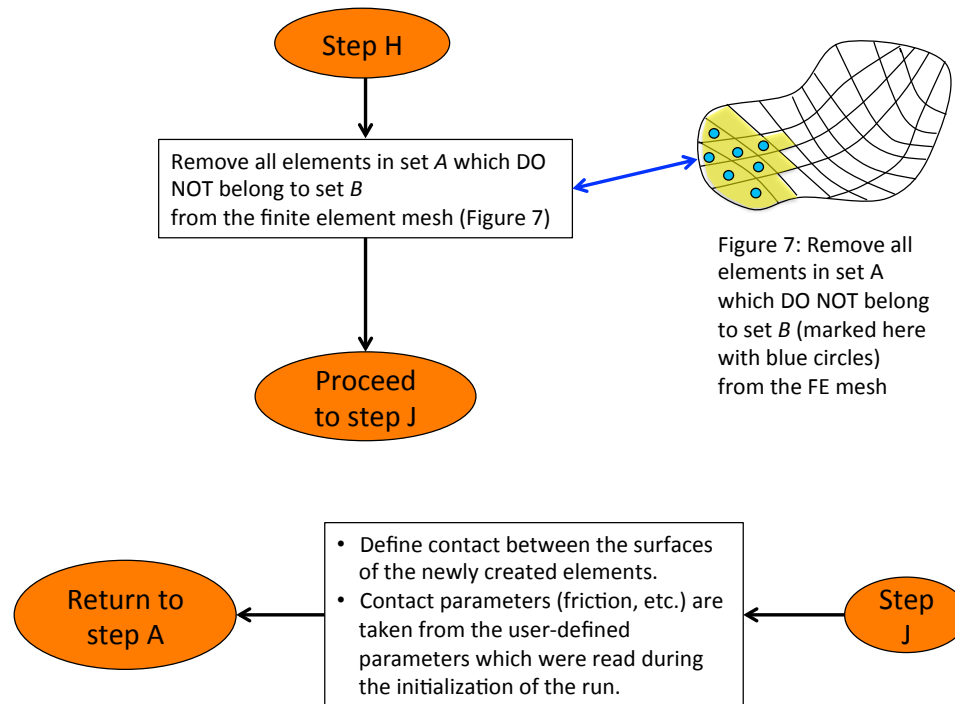 Step H
Remove all elements in set A which DO
NOT belong to set B
from the finite element mesh (Figure 7)
Figure 7: Remove all
elements in set A
which DO NOT belong
to set B (marked here
with blue circles)
from the FE mesh
Proceed
to step J
Return to
step A
• Define contact between the surfaces
of the newly created elements.
• Contact parameters (friction, etc.) are
taken from the user-defined
parameters which were read during
the initialization of the run.
Step
J